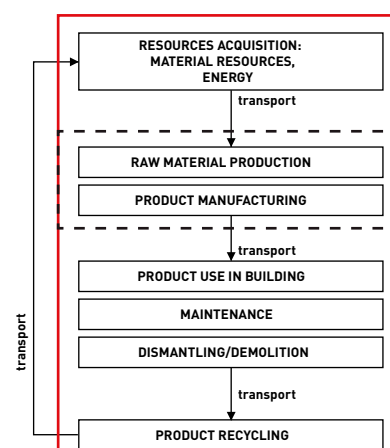 RESOURCES ACQUISITION:
MATERIAL RESOURCES,
ENERGY
transport
RAW MATERIAL PRODUCTION
PRODUCT MANUFACTURING
transport
PRODUCT USE IN BUILDING
MAINTENANCE
DISMANTLING/DEMOLITION
transport
transport
PRODUCT RECYCLING